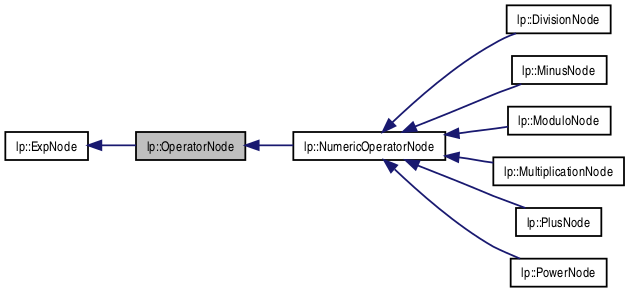 lp::DivisionNode
lp::MinusNode
lp::ModuloNode
lp::ExpNode
lp::OperatorNode
lp::NumericOperatorNode
lp::MultiplicationNode
lp::PlusNode
lp::PowerNode